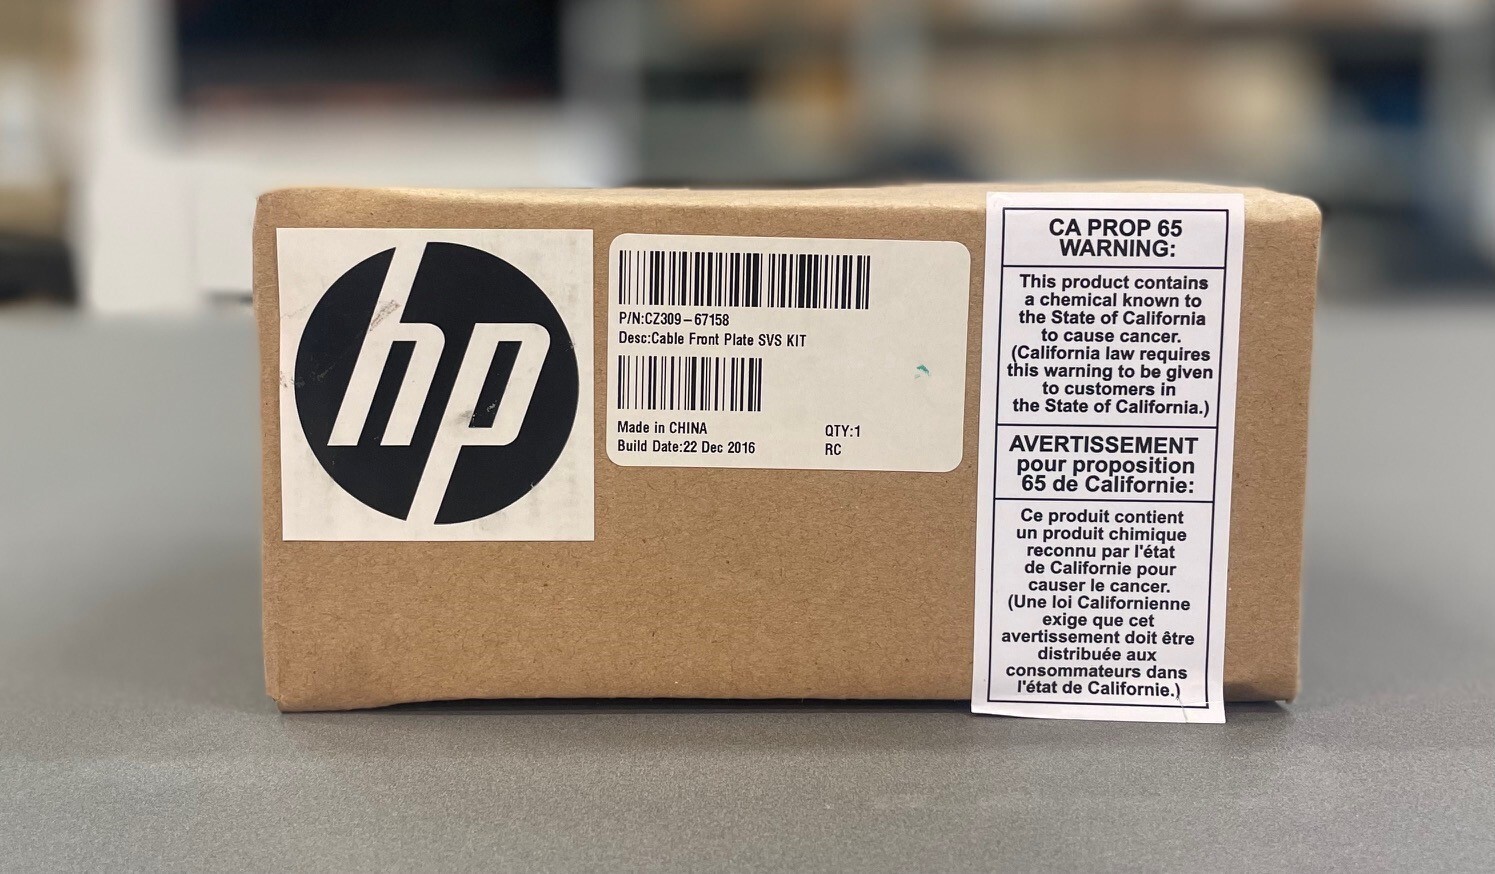 hp
P/N:CZ309-67158
Desc:Cable Front Plate SVS KIT
Made in CHINA
QTY:1
Build Date:22 Dec 2016
RC
CA PROP 65
WARNING:
This product contains
a chemical known to
the State of California
to cause cancer.
(California law requires
this warning to be given
to customers in
the State of California.)
AVERTISSEMENT
pour proposition
65 de Californie:
Ce produit contient
un produit chimique
reconnu par l'état
de Californie pour
causer le cancer.
(Une loi Californienne
exige que cet
avertissement doit être
distribuée aux
consommateurs dans
l'état de Californie.)